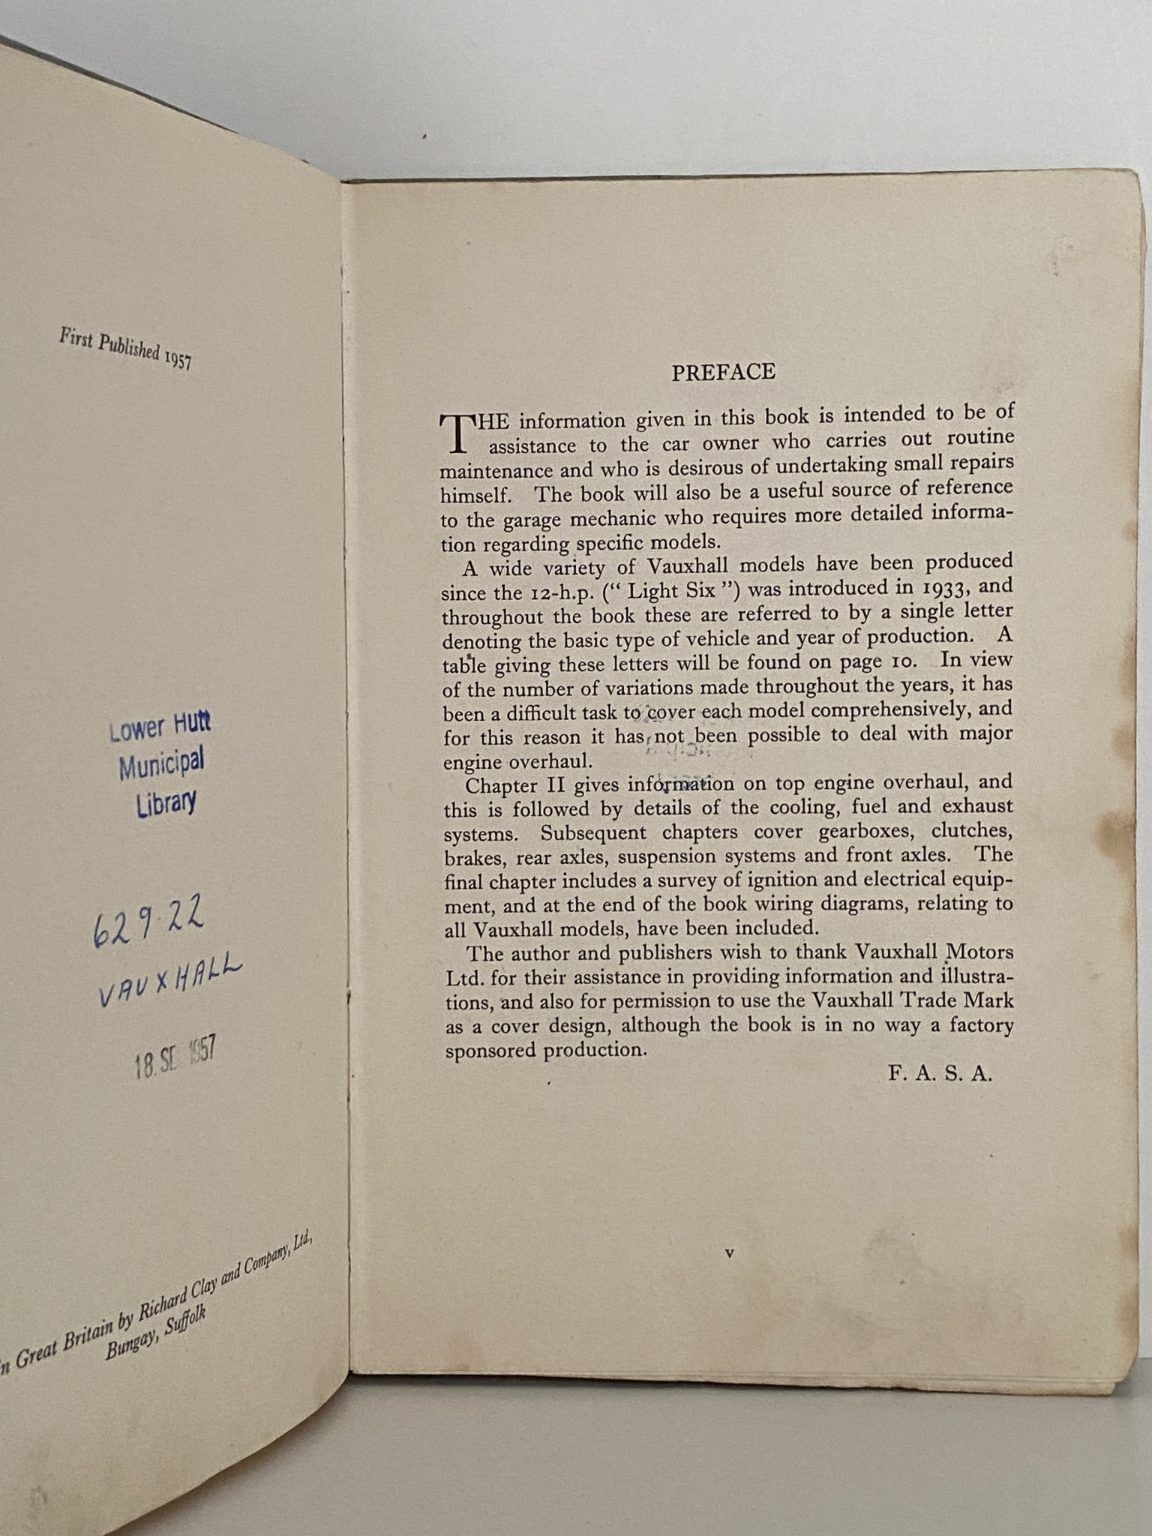 First Published 1957
Lower Hutt
Municipal
Library
629.22
VAUXHALL
18. SE 1957
Great Britain by Richard Clay and Company, Ltd,
Bungay, Suffolk
PREFACE
THE information given in this book is intended to be of
assistance to the car owner who carries out routine
maintenance and who is desirous of undertaking small repairs
himself. The book will also be a useful source of reference
to the garage mechanic who requires more detailed informa-
tion regarding specific models.
A wide variety of Vauxhall models have been produced
since the 12-h.p. (“ Light Six ”) was introduced in 1933, and
throughout the book these are referred to by a single letter
denoting the basic type of vehicle and year of production. A
table giving these letters will be found on page 10. In view
of the number of variations made throughout the years, it has
been a difficult task to cover each model comprehensively, and
for this reason it has not been possible to deal with major
engine overhaul.
Chapter II gives information on top engine overhaul, and
this is followed by details of the cooling, fuel and exhaust
systems. Subsequent chapters cover gearboxes, clutches,
brakes, rear axles, suspension systems and front axles. The
final chapter includes a survey of ignition and electrical equip-
ment, and at the end of the book wiring diagrams, relating to
all Vauxhall models, have been included.
The author and publishers wish to thank Vauxhall Motors
Ltd. for their assistance in providing information and illustra-
tions, and also for permission to use the Vauxhall Trade Mark
as a cover design, although the book is in no way a factory
sponsored production.
F. A. S. A.
v